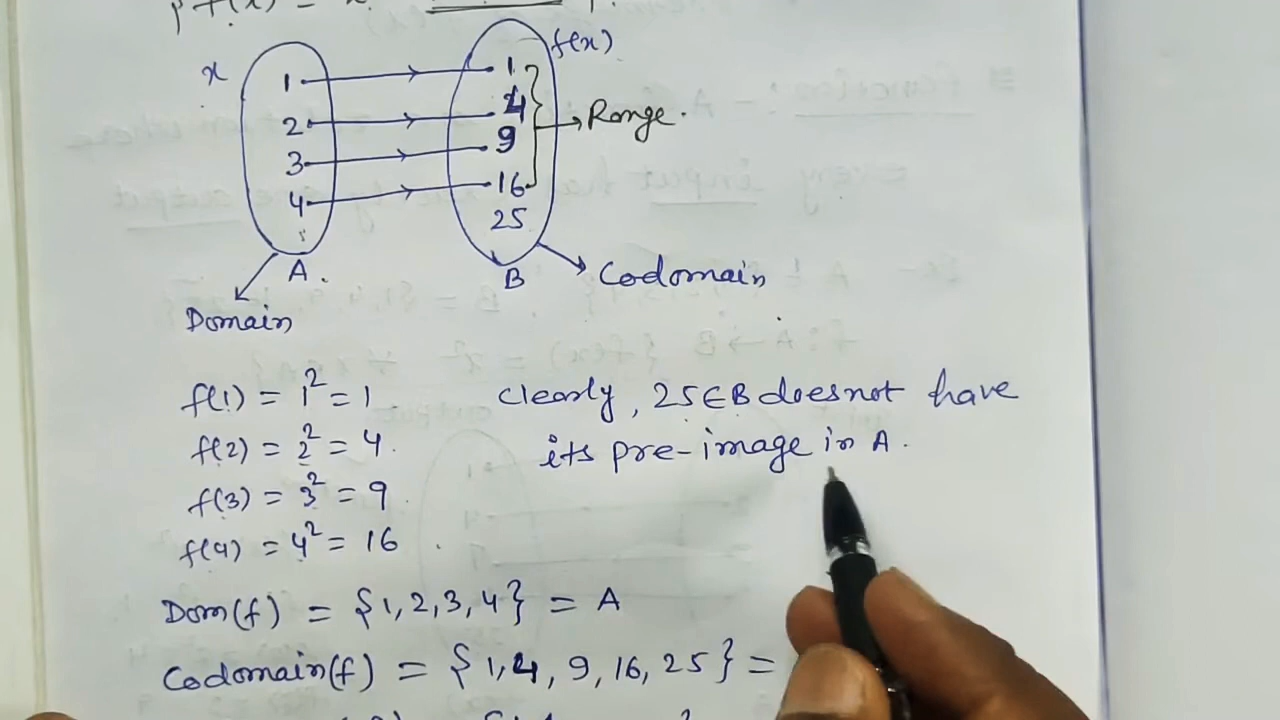 x f(x)
1 1
2 4
3 9 Range.
4 16
25
A. B Codomain
Domain
f(1) = 1² = 1
f(2) = 2² = 4.
f(3) = 3² = 9.
f(4) = 4² = 16.
clearly, 25∈B doesnot have
its pre-image in A.
Dom(f) = {1,2,3,4} = A
Codomain(f) = {1,4,9,16,25} =